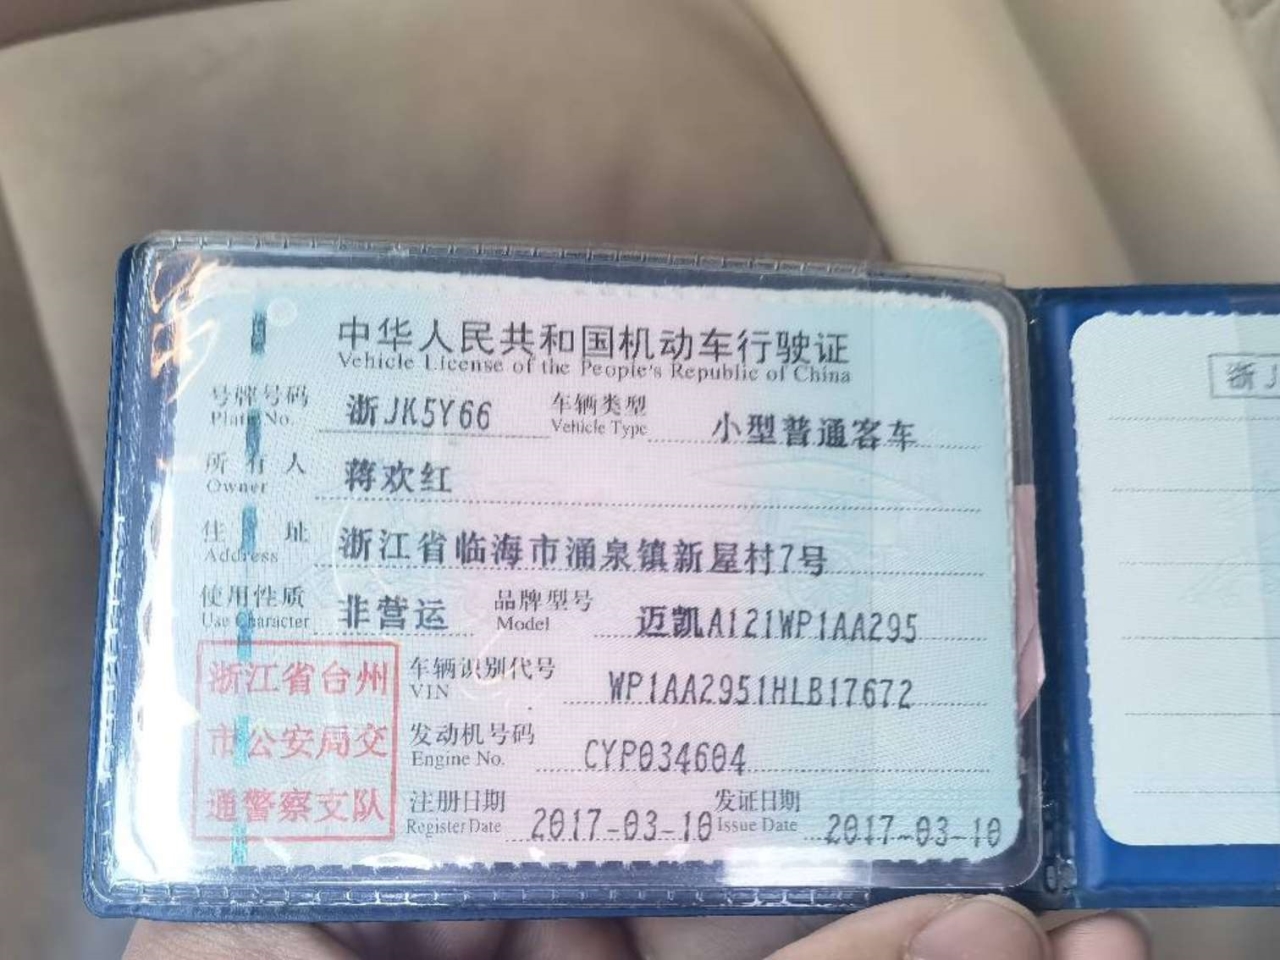 中华人民共和国机动车行驶证
Vehicle License of the People's Republic of China
号牌号码 浙JK5Y66 车辆类型 小型普通客车
Plate No. Vehicle Type
所有人 蒋欢红
Owner
住址 浙江省临海市涌泉镇新屋村7号
Address
使用性质 非营运 品牌型号 迈凯A121WP1AA295
Use Character Model
浙江省台州
市公安局交
通警察支队
车辆识别代号 WP1AA2951HLB17672
VIN
发动机号码 CYP034604
Engine No.
注册日期 2017-03-10 发证日期 2017-03-10
Register Date Issue Date
浙J